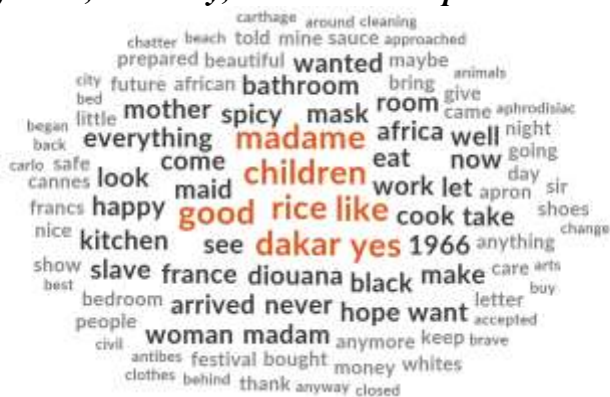 carthage around cleaning
chatter beach told mine sauce approached
prepared beautiful wanted maybe animals
city future african bathroom bring give
bed little mother spicy mask room came aphrodisiac
began back everything madame africa well night
carlo safe come children eat now going
cannes look maid work let apron day sir
francs happy good rice like cook take shoes
nice kitchen see dakar yes 1966 anything change
show slave france diouana black make care arts
best bedroom arrived never hope want letter buy
people woman madam anymore keep accepted
civil antibes festival bought money whites brave
clothes behind thank anyway closed